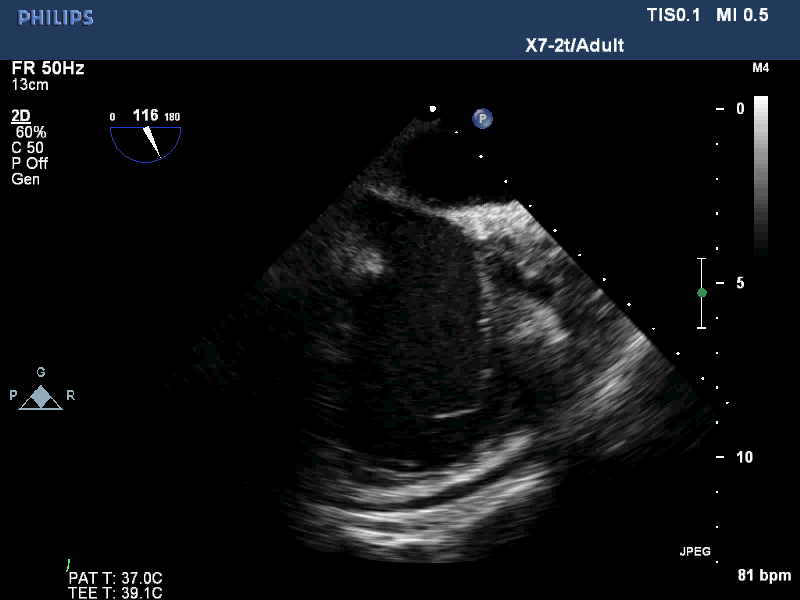 PHILIPS
TIS0.1 MI 0.5
X7-2t/Adult
FR 50Hz
13cm
M4
2D
60%
C 50
P Off
Gen
0 116 180
P
0
5
10
G
P R
JPEG
81 bpm
PAT T: 37.0C
TEE T: 39.1C